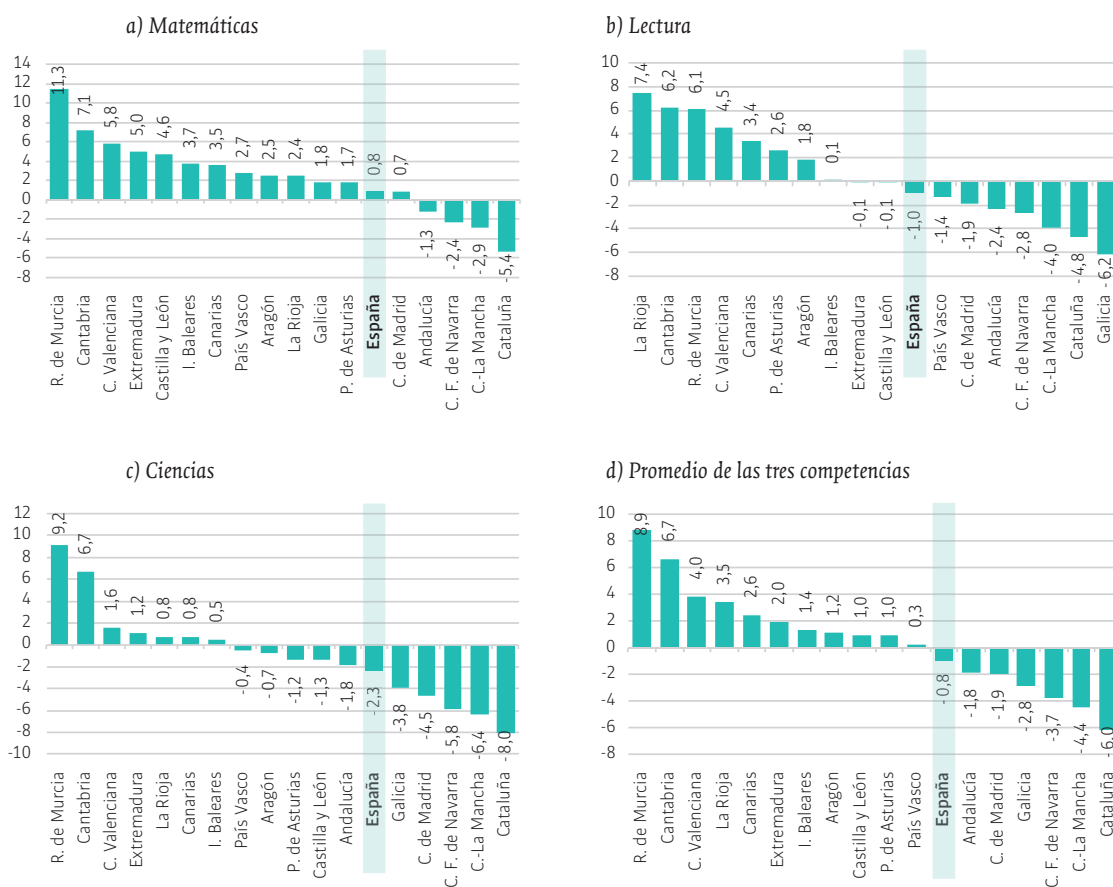 a) Matemáticas
14
12
10
8
6
4
2
0
-2
-4
-6
-8
11,3
7,1
5,8
5,0
4,6
3,7
3,5
2,7
2,5
2,4
1,8
1,7
0,8
0,7
-1,3
-2,4
-2,9
-5,4
R. de Murcia
Cantabria
C. Valenciana
Extremadura
Castilla y León
I. Baleares
Canarias
País Vasco
Aragón
La Rioja
Galicia
P. de Asturias
España
C. de Madrid
Andalucía
C. F. de Navarra
C.-La Mancha
Cataluña
b) Lectura
10
8
6
4
2
0
-2
-4
-6
-8
7,4
6,2
6,1
4,5
3,4
2,6
1,8
0,1
-0,1
-0,1
-1,0
-1,4
-1,9
-2,4
-2,8
-4,0
-4,8
-6,2
La Rioja
Cantabria
R. de Murcia
C. Valenciana
Canarias
P. de Asturias
Aragón
I. Baleares
Extremadura
Castilla y León
España
País Vasco
C. de Madrid
Andalucía
C. F. de Navarra
C.-La Mancha
Cataluña
Galicia
c) Ciencias
12
10
8
6
4
2
0
-2
-4
-6
-8
-10
9,2
6,7
1,6
1,2
0,8
0,8
0,5
-0,4
-0,7
-1,2
-1,3
-1,8
-2,3
-3,8
-4,5
-5,8
-6,4
-8,0
R. de Murcia
Cantabria
C. Valenciana
Extremadura
La Rioja
Canarias
I. Baleares
País Vasco
Aragón
P. de Asturias
Castilla y León
Andalucía
España
Galicia
C. de Madrid
C. F. de Navarra
C.-La Mancha
Cataluña
d) Promedio de las tres competencias
10
8
6
4
2
0
-2
-4
-6
-8
8,9
6,7
4,0
3,5
2,6
2,0
1,4
1,2
1,0
1,0
0,3
-0,8
-1,8
-1,9
-2,8
-3,7
-4,4
-6,0
R. de Murcia
Cantabria
C. Valenciana
La Rioja
Canarias
Extremadura
I. Baleares
Aragón
Castilla y León
P. de Asturias
País Vasco
España
Andalucía
C. de Madrid
Galicia
C. F. de Navarra
C.-La Mancha
Cataluña